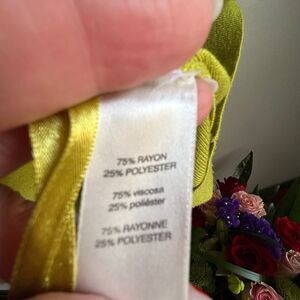 75% RAYON
25% POLYESTER
75% viscosa
25% poliéster
75% RAYONNE
25% POLYESTER